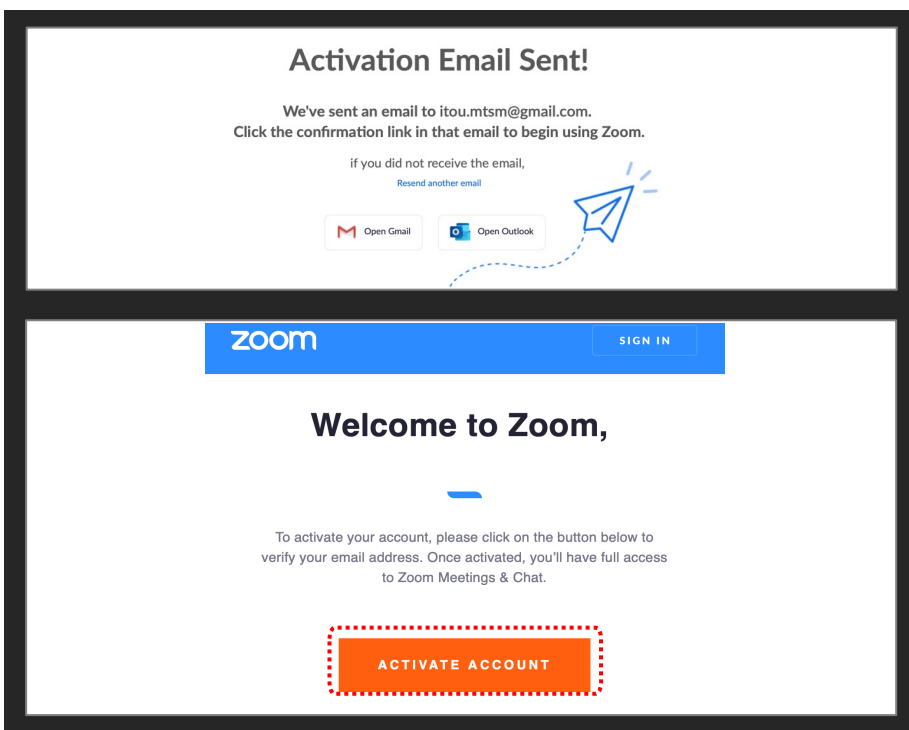 Activation Email Sent!
We've sent an email to itou.mtsm@gmail.com.
Click the confirmation link in that email to begin using Zoom.
if you did not receive the email,
Resend another email
Open Gmail
Open Outlook
zoom
SIGN IN
Welcome to Zoom,
To activate your account, please click on the button below to
verify your email address. Once activated, you'll have full access
to Zoom Meetings & Chat.
ACTIVATE ACCOUNT